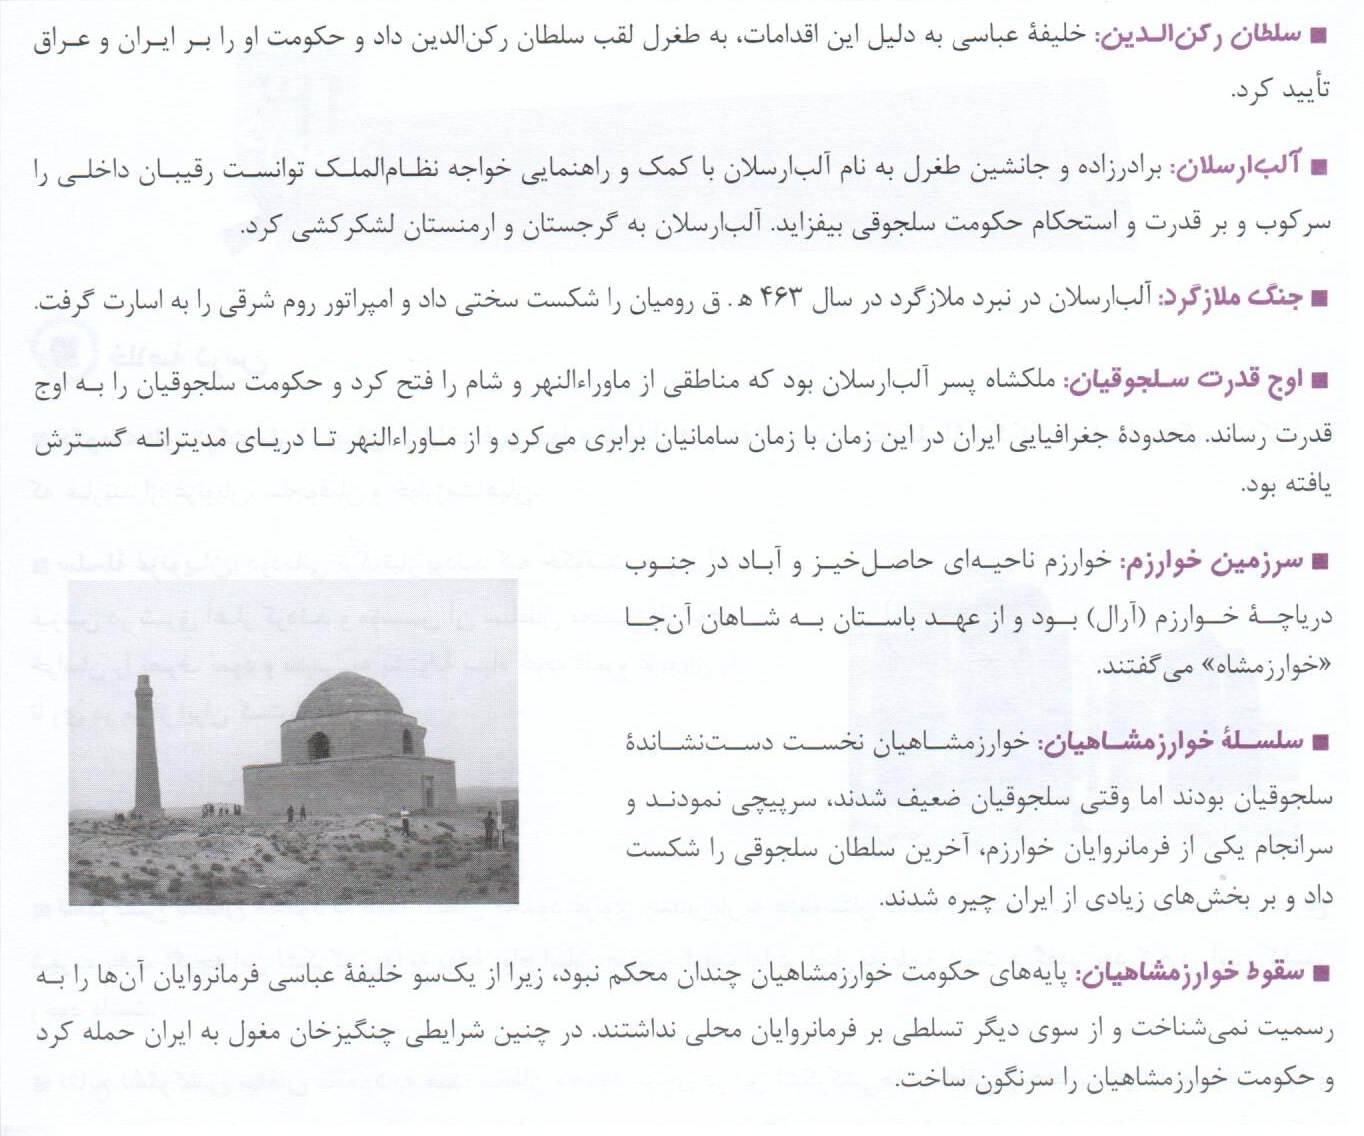 ■ سلطان رکن‌الدین: خلیفهٔ عباسی به دلیل این اقدامات، به طغرل لقب سلطان رکن‌الدین داد و حکومت او را بر ایران و عراق
تأیید کرد.
■ آلب‌ارسلان: برادرزاده و جانشین طغرل به نام آلب‌ارسلان با کمک و راهنمایی خواجه نظام‌الملک توانست رقیبان داخلی را
سرکوب و بر قدرت و استحکام حکومت سلجوقی بیفزاید. آلب‌ارسلان به گرجستان و ارمنستان لشکرکشی کرد.
■ جنگ ملازگرد: آلب‌ارسلان در نبرد ملازگرد در سال ۴۶۳ ه‍ . ق رومیان را شکست سختی داد و امپراتور روم شرقی را به اسارت گرفت.
■ اوج قدرت سلجوقیان: ملکشاه پسر آلب‌ارسلان بود که مناطقی از ماوراءالنهر و شام را فتح کرد و حکومت سلجوقیان را به اوج
قدرت رساند. محدودهٔ جغرافیایی ایران در این زمان با زمان سامانیان برابری می‌کرد و از ماوراءالنهر تا دریای مدیترانه گسترش
یافته بود.
■ سرزمین خوارزم: خوارزم ناحیه‌ای حاصل‌خیز و آباد در جنوب
دریاچهٔ خوارزم (آرال) بود و از عهد باستان به شاهان آن‌جا
«خوارزمشاه» می‌گفتند.
■ سلسلهٔ خوارزمشاهیان: خوارزمشاهیان نخست دست‌نشاندهٔ
سلجوقیان بودند اما وقتی سلجوقیان ضعیف شدند، سرپیچی نمودند و
سرانجام یکی از فرمانروایان خوارزم، آخرین سلطان سلجوقی را شکست
داد و بر بخش‌های زیادی از ایران چیره شدند.
■ سقوط خوارزمشاهیان: پایه‌های حکومت خوارزمشاهیان چندان محکم نبود، زیرا از یک‌سو خلیفهٔ عباسی فرمانروایان آن‌ها را به
رسمیت نمی‌شناخت و از سوی دیگر تسلطی بر فرمانروایان محلی نداشتند. در چنین شرایطی چنگیزخان مغول به ایران حمله کرد
و حکومت خوارزمشاهیان را سرنگون ساخت.